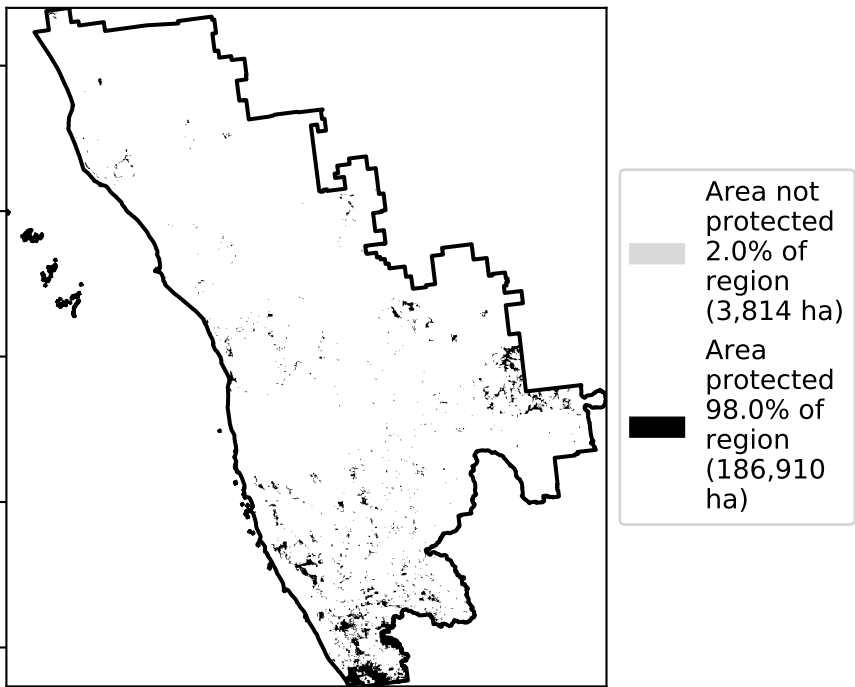 Area not
protected
2.0% of
region
(3,814 ha)
Area
protected
98.0% of
region
(186,910
ha)